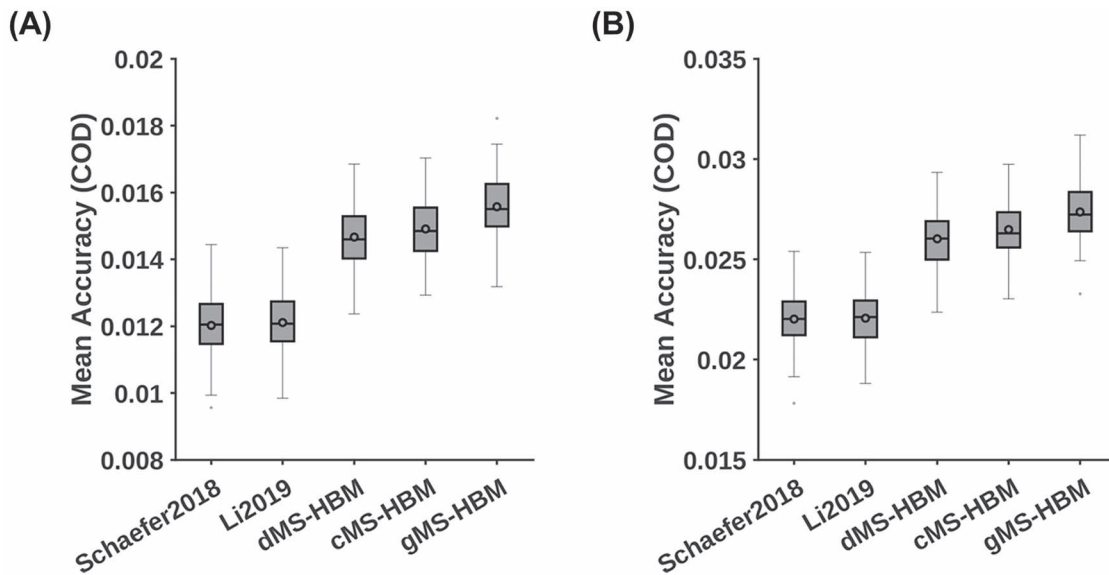 (A)
Mean Accuracy (COD)
0.02
0.018
0.016
0.014
0.012
0.01
0.008
Schaefer2018
Li2019
dMS-HBM
cMS-HBM
gMS-HBM
(B)
Mean Accuracy (COD)
0.035
0.03
0.025
0.02
0.015
Schaefer2018
Li2019
dMS-HBM
cMS-HBM
gMS-HBM